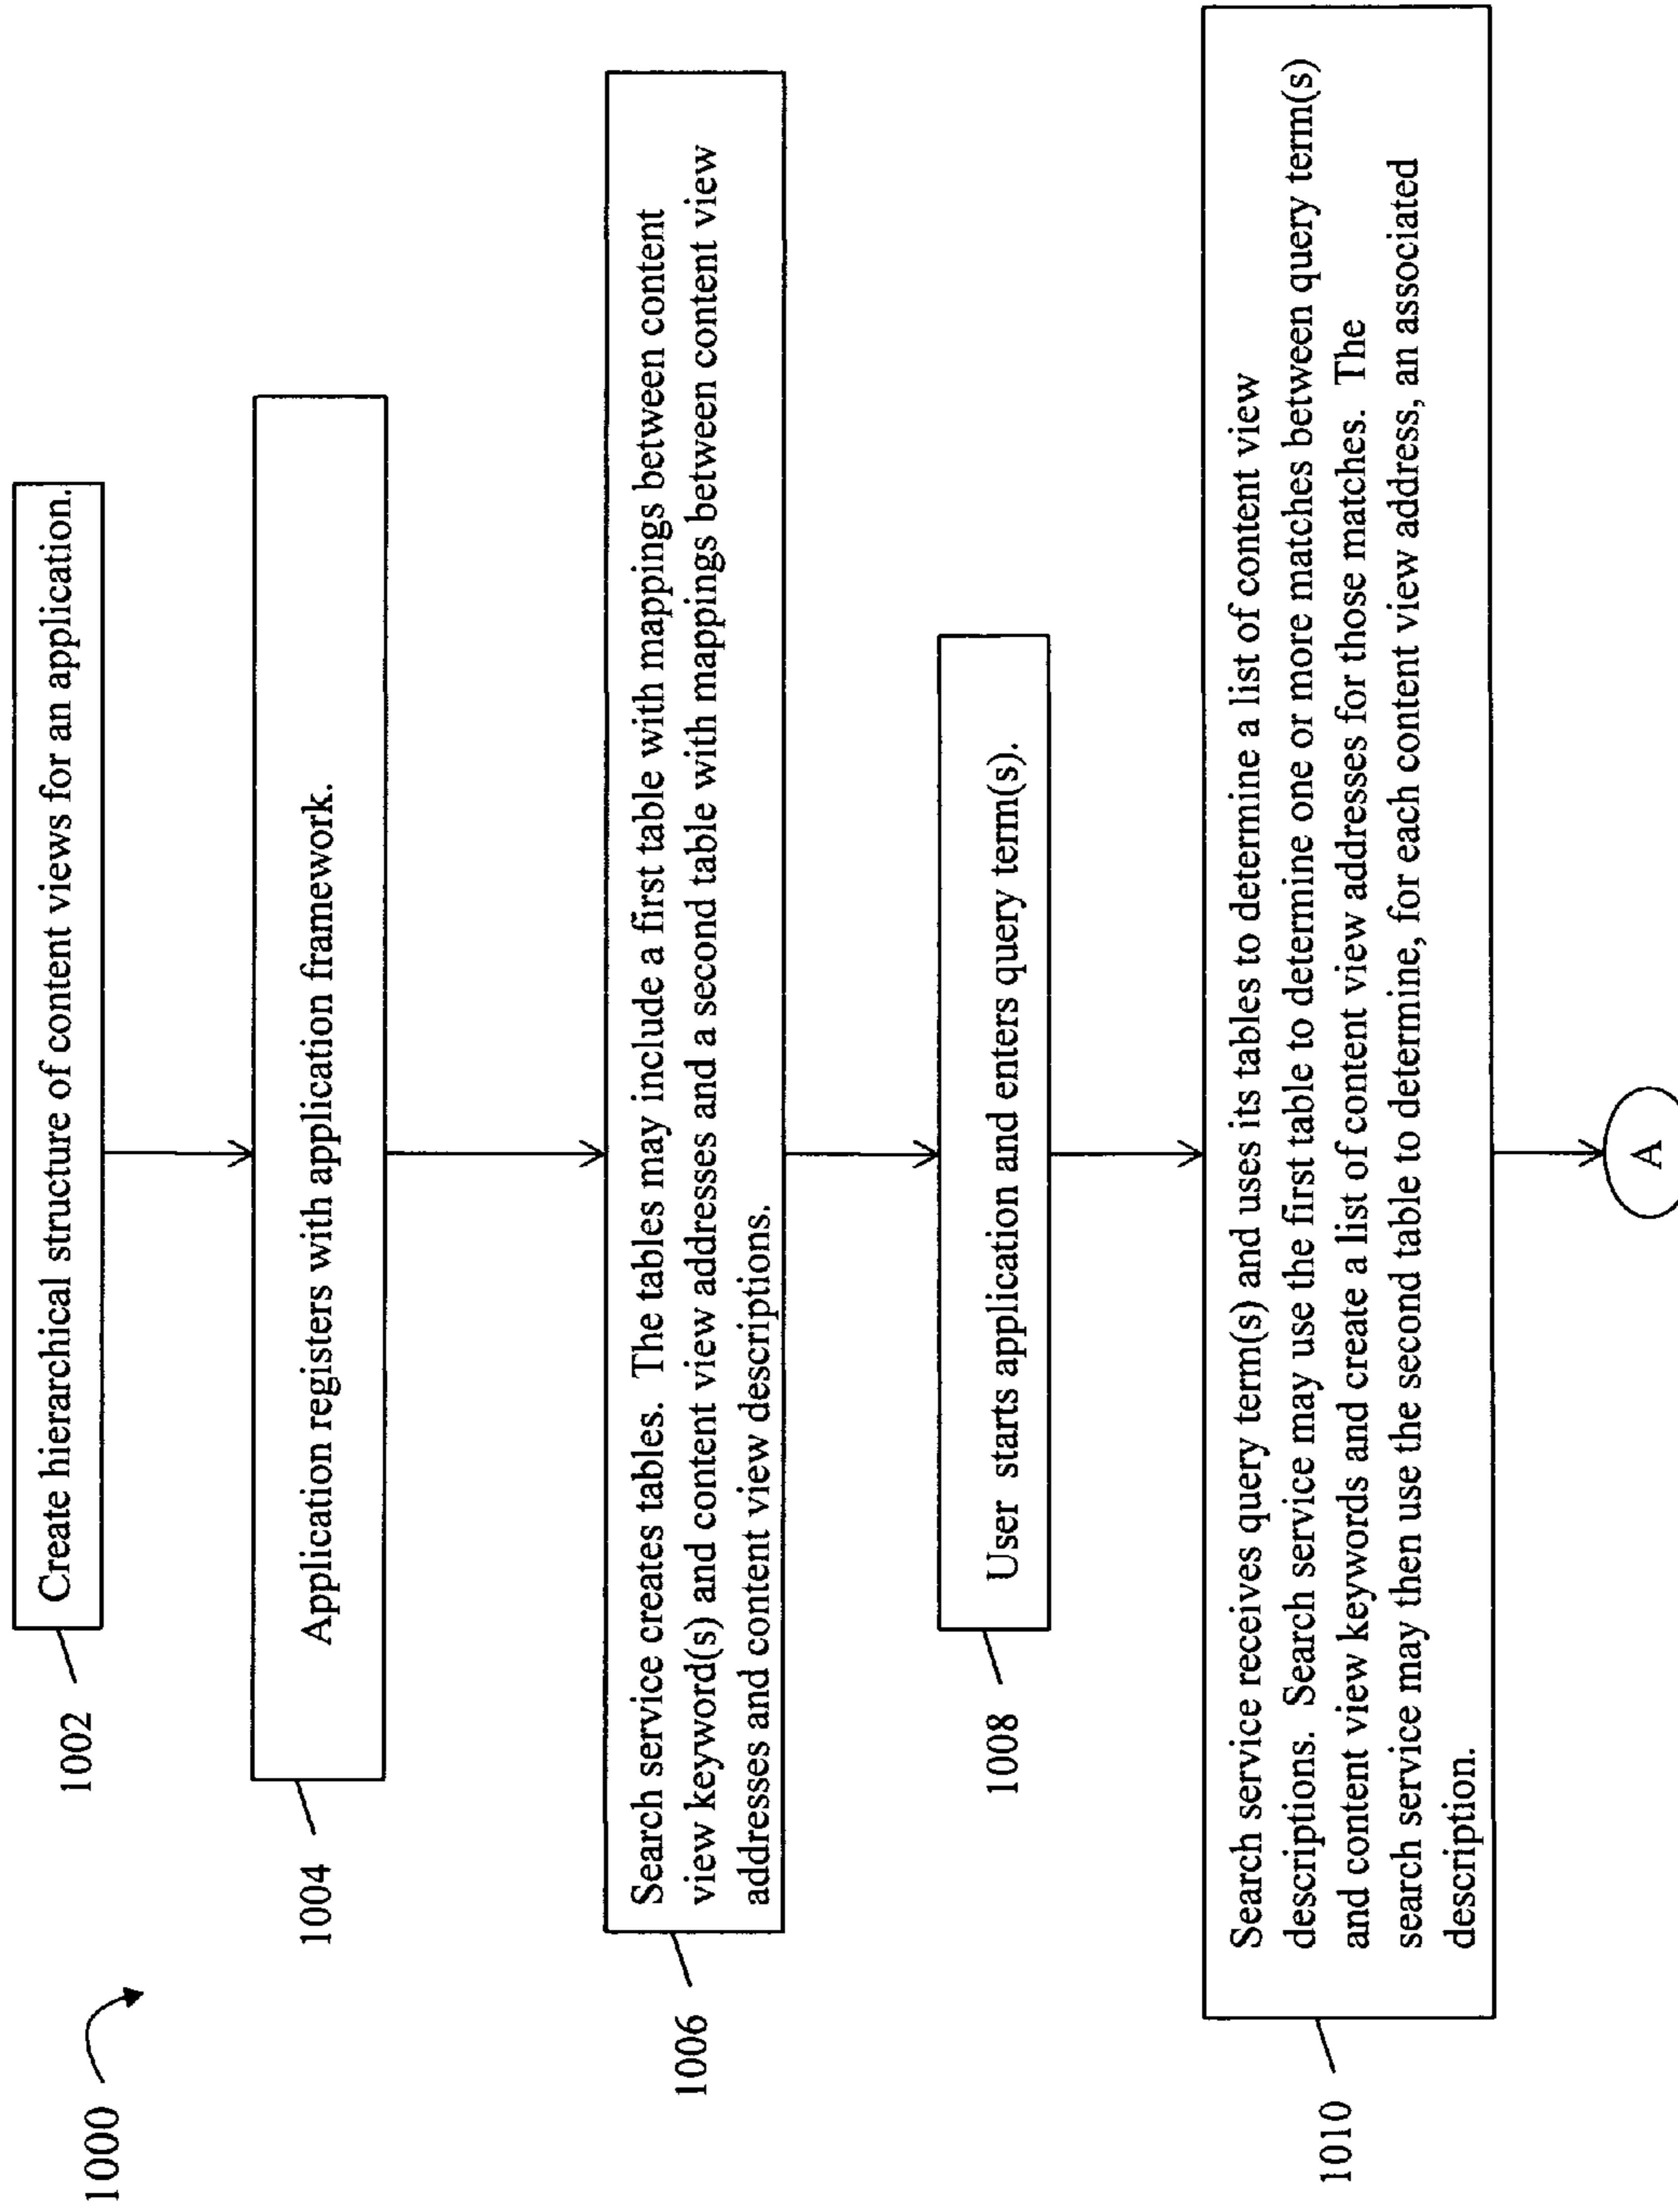 1000
1002
Create hierarchical structure of content views for an application.
1004
Application registers with application framework.
1006
Search service creates tables. The tables may include a first table with mappings between content
view keyword(s) and content view addresses and a second table with mappings between content view
addresses and content view descriptions.
1008
User starts application and enters query term(s).
1010
Search service receives query term(s) and uses its tables to determine a list of content view
descriptions. Search service may use the first table to determine one or more matches between query term(s)
and content view keywords and create a list of content view addresses for those matches. The
search service may then use the second table to determine, for each content view address, an associated
description.
A